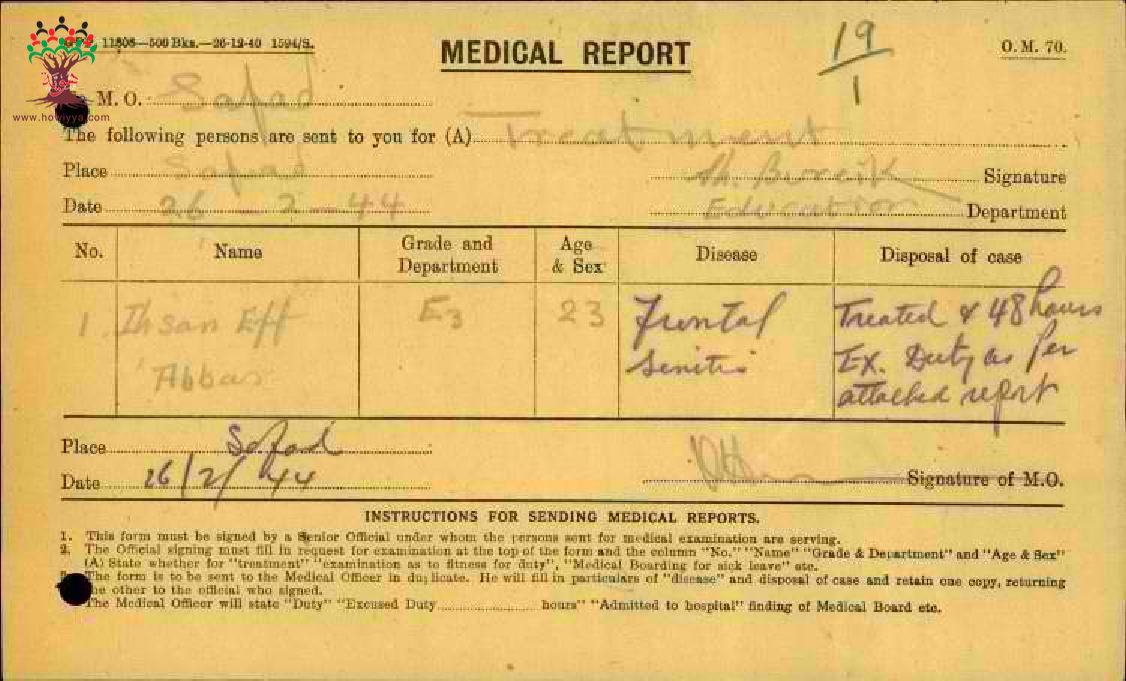 11306—500 Bks.—26-12-40 1594/S.
MEDICAL REPORT
19/1
O. M. 70.
www.howiyya.com
M. O. Safad
The following persons are sent to you for (A) Treatment
Place Safad Signature
Date 26 - 2 - 44 Education Department
No. Name Grade and Department Age & Sex Disease Disposal of case
1. Ihsan Eff E3 23 Frontal Treated & 48 hours
Abbas Sinitis Ex. Duty as per
attached report
Place Safad
Date 26/2/44 Signature of M.O.
INSTRUCTIONS FOR SENDING MEDICAL REPORTS.
1. This form must be signed by a Senior Official under whom the persons sent for medical examination are serving.
2. The Official signing must fill in request for examination at the top of the form and the column "No." "Name" "Grade & Department" and "Age & Sex"
(A) State whether for "treatment" "examination as to fitness for duty", "Medical Boarding for sick leave" etc.
The form is to be sent to the Medical Officer in duplicate. He will fill in particulars of "disease" and disposal of case and retain one copy, returning
the other to the official who signed.
The Medical Officer will state "Duty" "Excused Duty hours" "Admitted to hospital" finding of Medical Board etc.